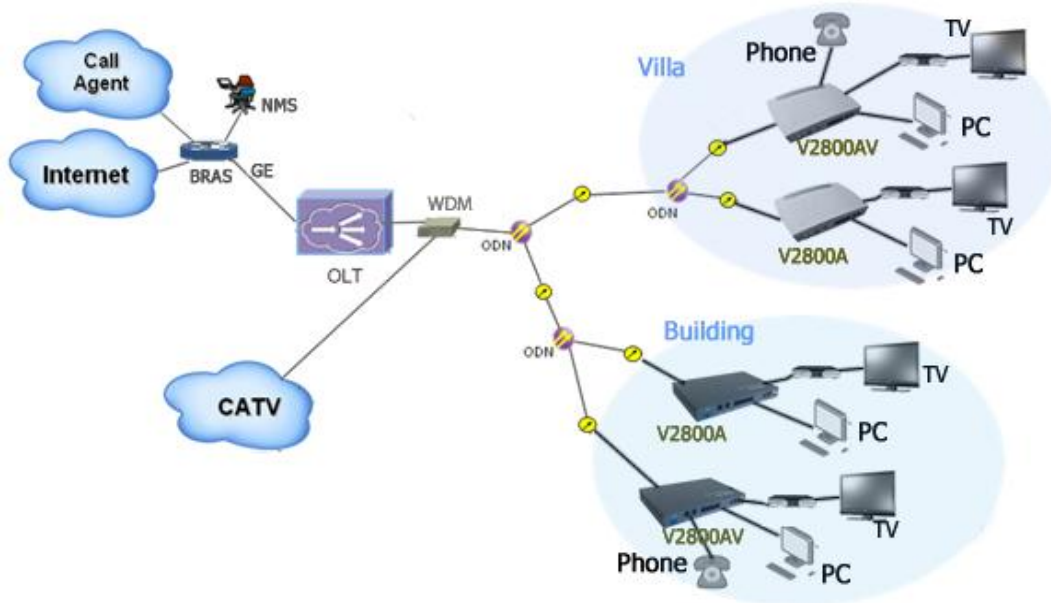 Call
Agent
NMS
Internet
BRAS
GE
OLT
WDM
CATV
ODN
ODN
ODN
Villa
Phone
TV
V2800AV
PC
V2800A
TV
PC
Building
V2800A
TV
PC
V2800AV
TV
Phone
PC